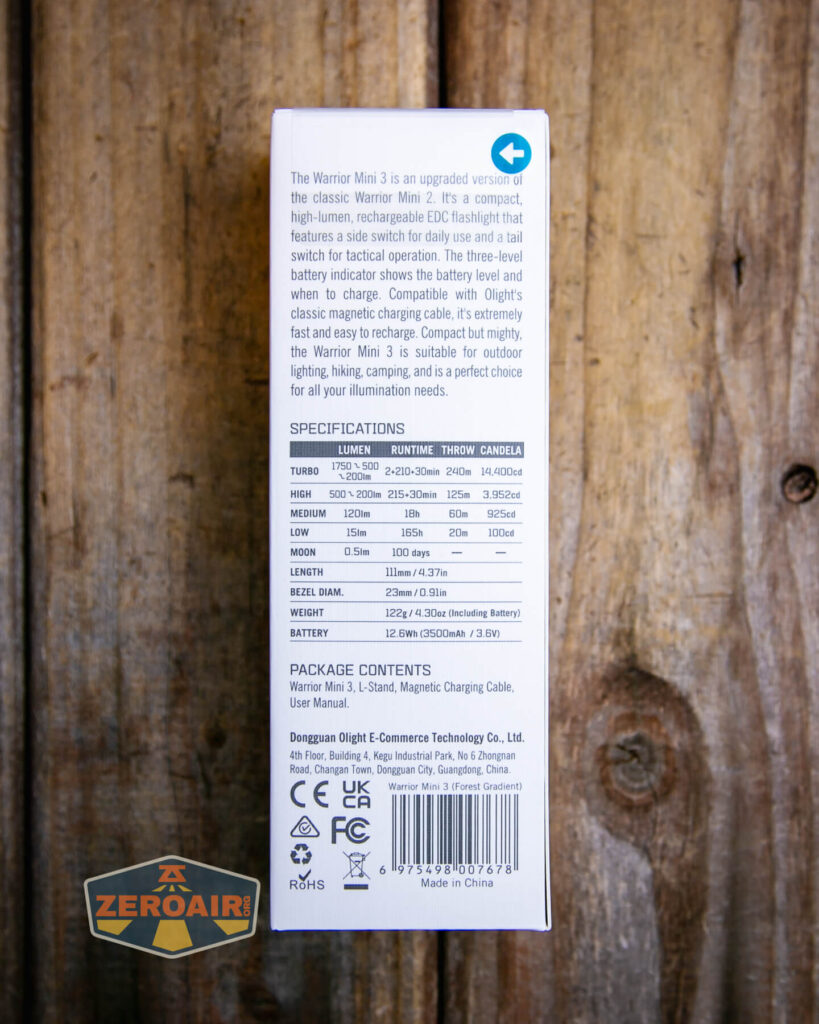 The Warrior Mini 3 is an upgraded version of
the classic Warrior Mini 2. It's a compact,
high-lumen, rechargeable EDC flashlight that
features a side switch for daily use and a tail
switch for tactical operation. The three-level
battery indicator shows the battery level and
when to charge. Compatible with Olight's
classic magnetic charging cable, it's extremely
fast and easy to recharge. Compact but mighty,
the Warrior Mini 3 is suitable for outdoor
lighting, hiking, camping, and is a perfect choice
for all your illumination needs.
SPECIFICATIONS
LUMEN RUNTIME THROW CANDELA
TURBO 1750 ~ 500 ~ 200lm 2+210+30min 240m 14,400cd
HIGH 500 ~ 200lm 215+30min 125m 3,952cd
MEDIUM 120lm 18h 60m 925cd
LOW 15lm 165h 20m 100cd
MOON 0.5lm 100 days — —
LENGTH 111mm / 4.37in
BEZEL DIAM. 23mm / 0.91in
WEIGHT 122g / 4.30oz (Including Battery)
BATTERY 12.6Wh (3500mAh / 3.6V)
PACKAGE CONTENTS
Warrior Mini 3, L-Stand, Magnetic Charging Cable,
User Manual.
Dongguan Olight E-Commerce Technology Co., Ltd.
4th Floor, Building 4, Kegu Industrial Park, No 6 Zhongnan
Road, Changan Town, Dongguan City, Guangdong, China.
CE UK CA
FC
RoHS
Warrior Mini 3 (Forest Gradient)
6 975498 007678
Made in China
ZEROAIR.ORG